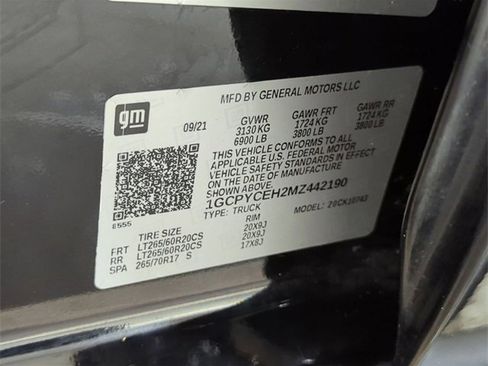 MFD BY GENERAL MOTORS LLC
gm
09/21
GVWR GAWR FRT GAWR RR
3130 KG 1724 KG 1724 KG
6900 LB 3800 LB 3800 LB
THIS VEHICLE CONFORMS TO ALL
APPLICABLE U.S. FEDERAL MOTOR
VEHICLE SAFETY STANDARDS IN EFFECT
ON THE DATE OF MANUFACTURE
SHOWN ABOVE.
1GCPYCEH2MZ442190
TYPE: TRUCK MODEL:
8555
TIRE SIZE RIM
FRT LT265/60R20CS 20X9J
RR LT265/60R20CS 20X9J
SPA 265/70R17 S 17X8J